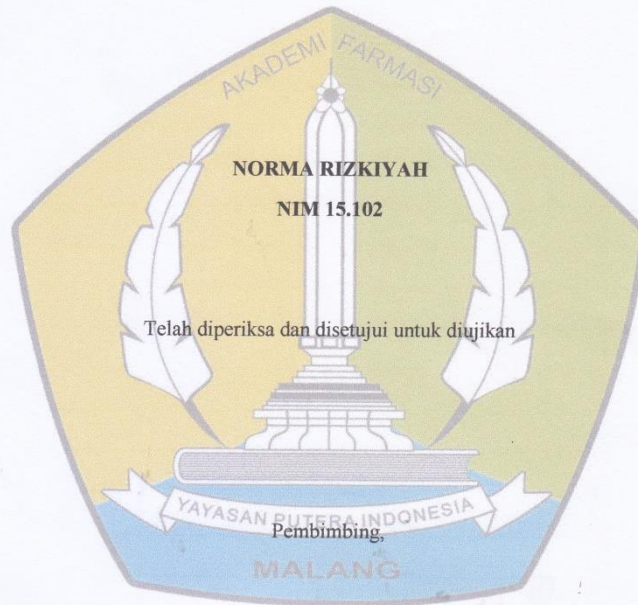 AKADEMI FARMASI
NORMA RIZKIYAH
NIM 15.102
Telah diperiksa dan disetujui untuk diujikan
YAYASAN PUTERA INDONESIA
Pembimbing,
MALANG